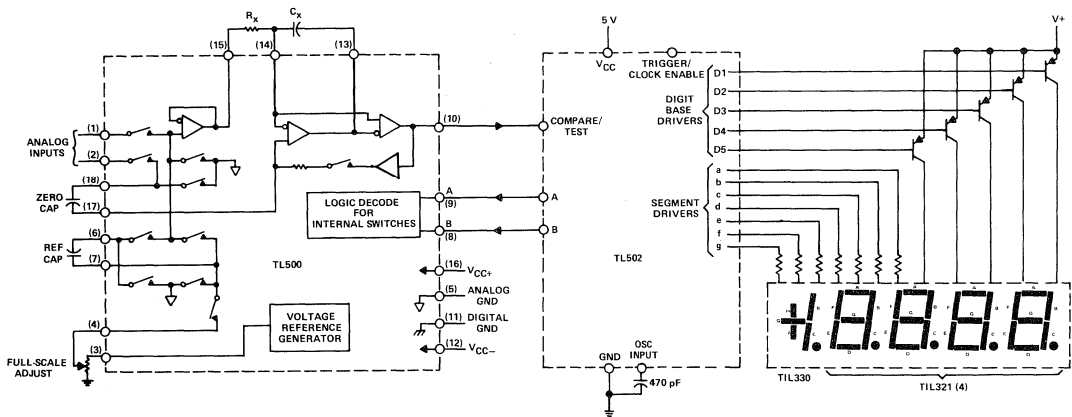 Rx
Cx
(15)
(14)
(13)
5 V
VCC
TRIGGER/
CLOCK ENABLE
V+
D1
D2
D3
D4
D5
DIGIT
BASE
DRIVERS
ANALOG
INPUTS
(1)
(2)
(18)
ZERO
CAP
(17)
(10)
COMPARE/
TEST
LOGIC DECODE
FOR
INTERNAL SWITCHES
A
(9)
B
(8)
A
B
a
b
c
d
e
f
g
SEGMENT
DRIVERS
REF
CAP
(6)
(7)
TL500
(16)
VCC+
(5)
ANALOG
GND
(11)
DIGITAL
GND
(12)
VCC−
VOLTAGE
REFERENCE
GENERATOR
(4)
(3)
FULL-SCALE
ADJUST
TL502
GND
OSC
INPUT
470 pF
TIL330
TIL321 (4)